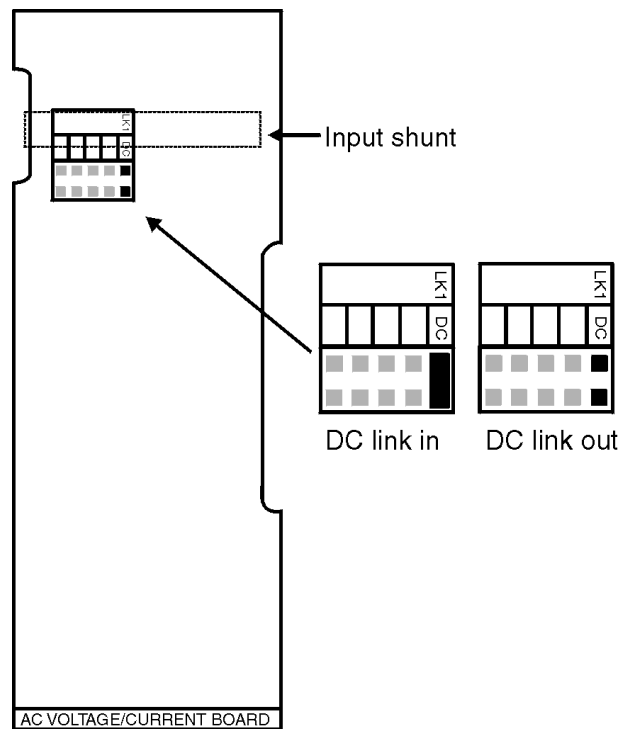 LK1
DC
Input shunt
LK1
DC
LK1
DC
DC link in
DC link out
AC VOLTAGE/CURRENT BOARD